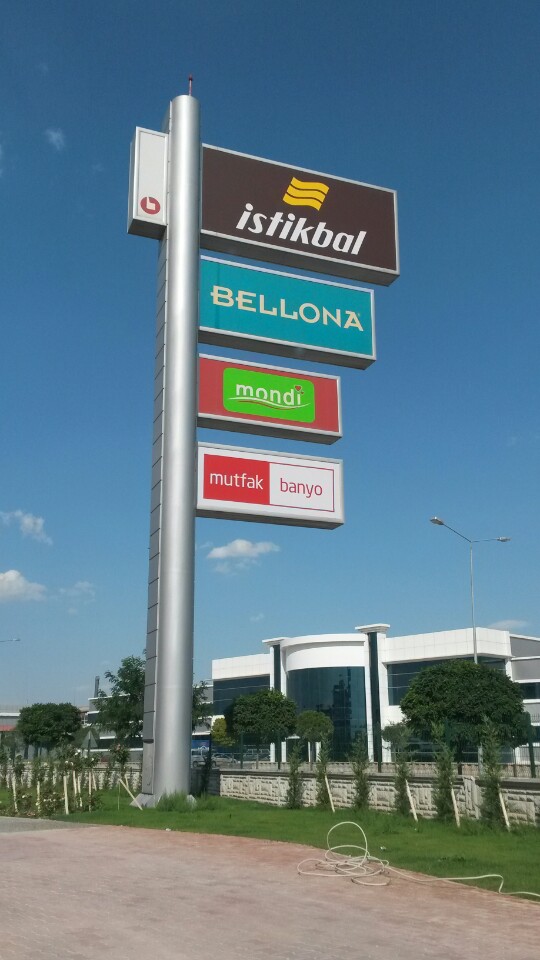 istikbal
BELLONA
mondi
mutfak banyo